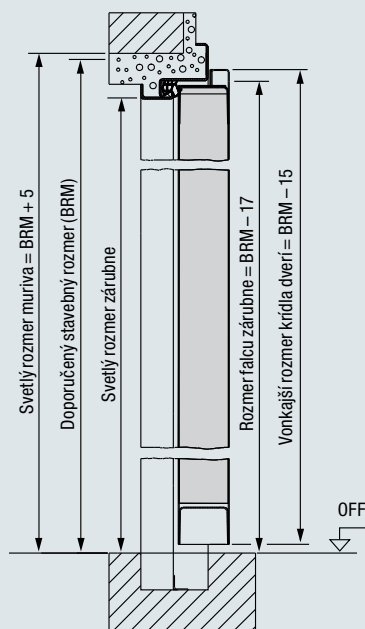 Svetlý rozmer muriva = BRM + 5
Doporučený stavebný rozmer (BRM)
Svetlý rozmer zárubne
Rozmer falcu zárubne = BRM – 17
Vonkajší rozmer krídla dverí = BRM – 15
OFF